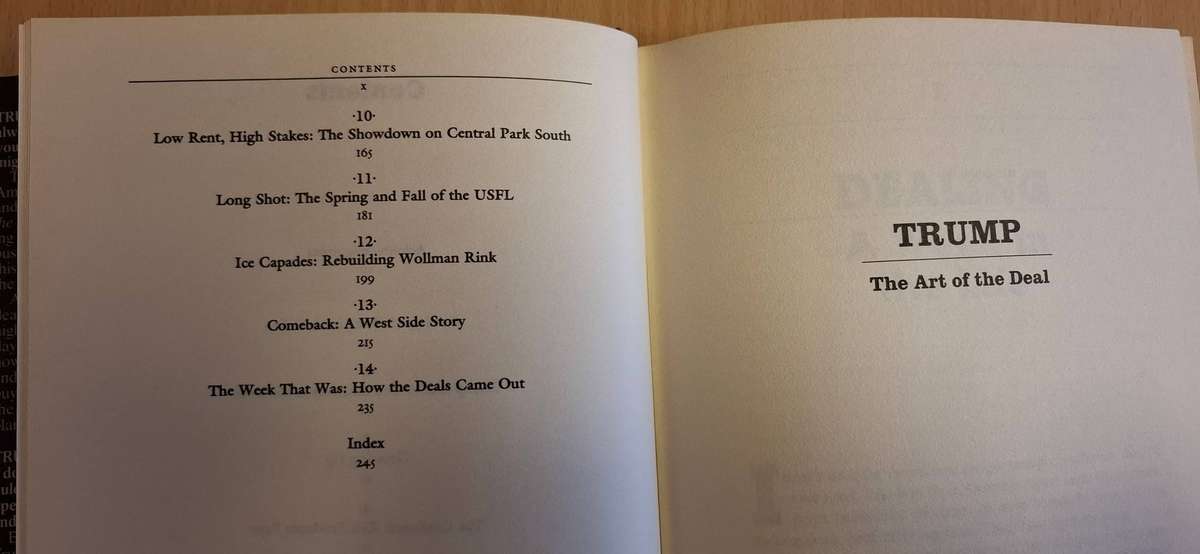 CONTENTS
x
·10·
Low Rent, High Stakes: The Showdown on Central Park South
165
·11·
Long Shot: The Spring and Fall of the USFL
181
·12·
Ice Capades: Rebuilding Wollman Rink
199
·13·
Comeback: A West Side Story
215
·14·
The Week That Was: How the Deals Came Out
235
Index
245
TRUMP
The Art of the Deal